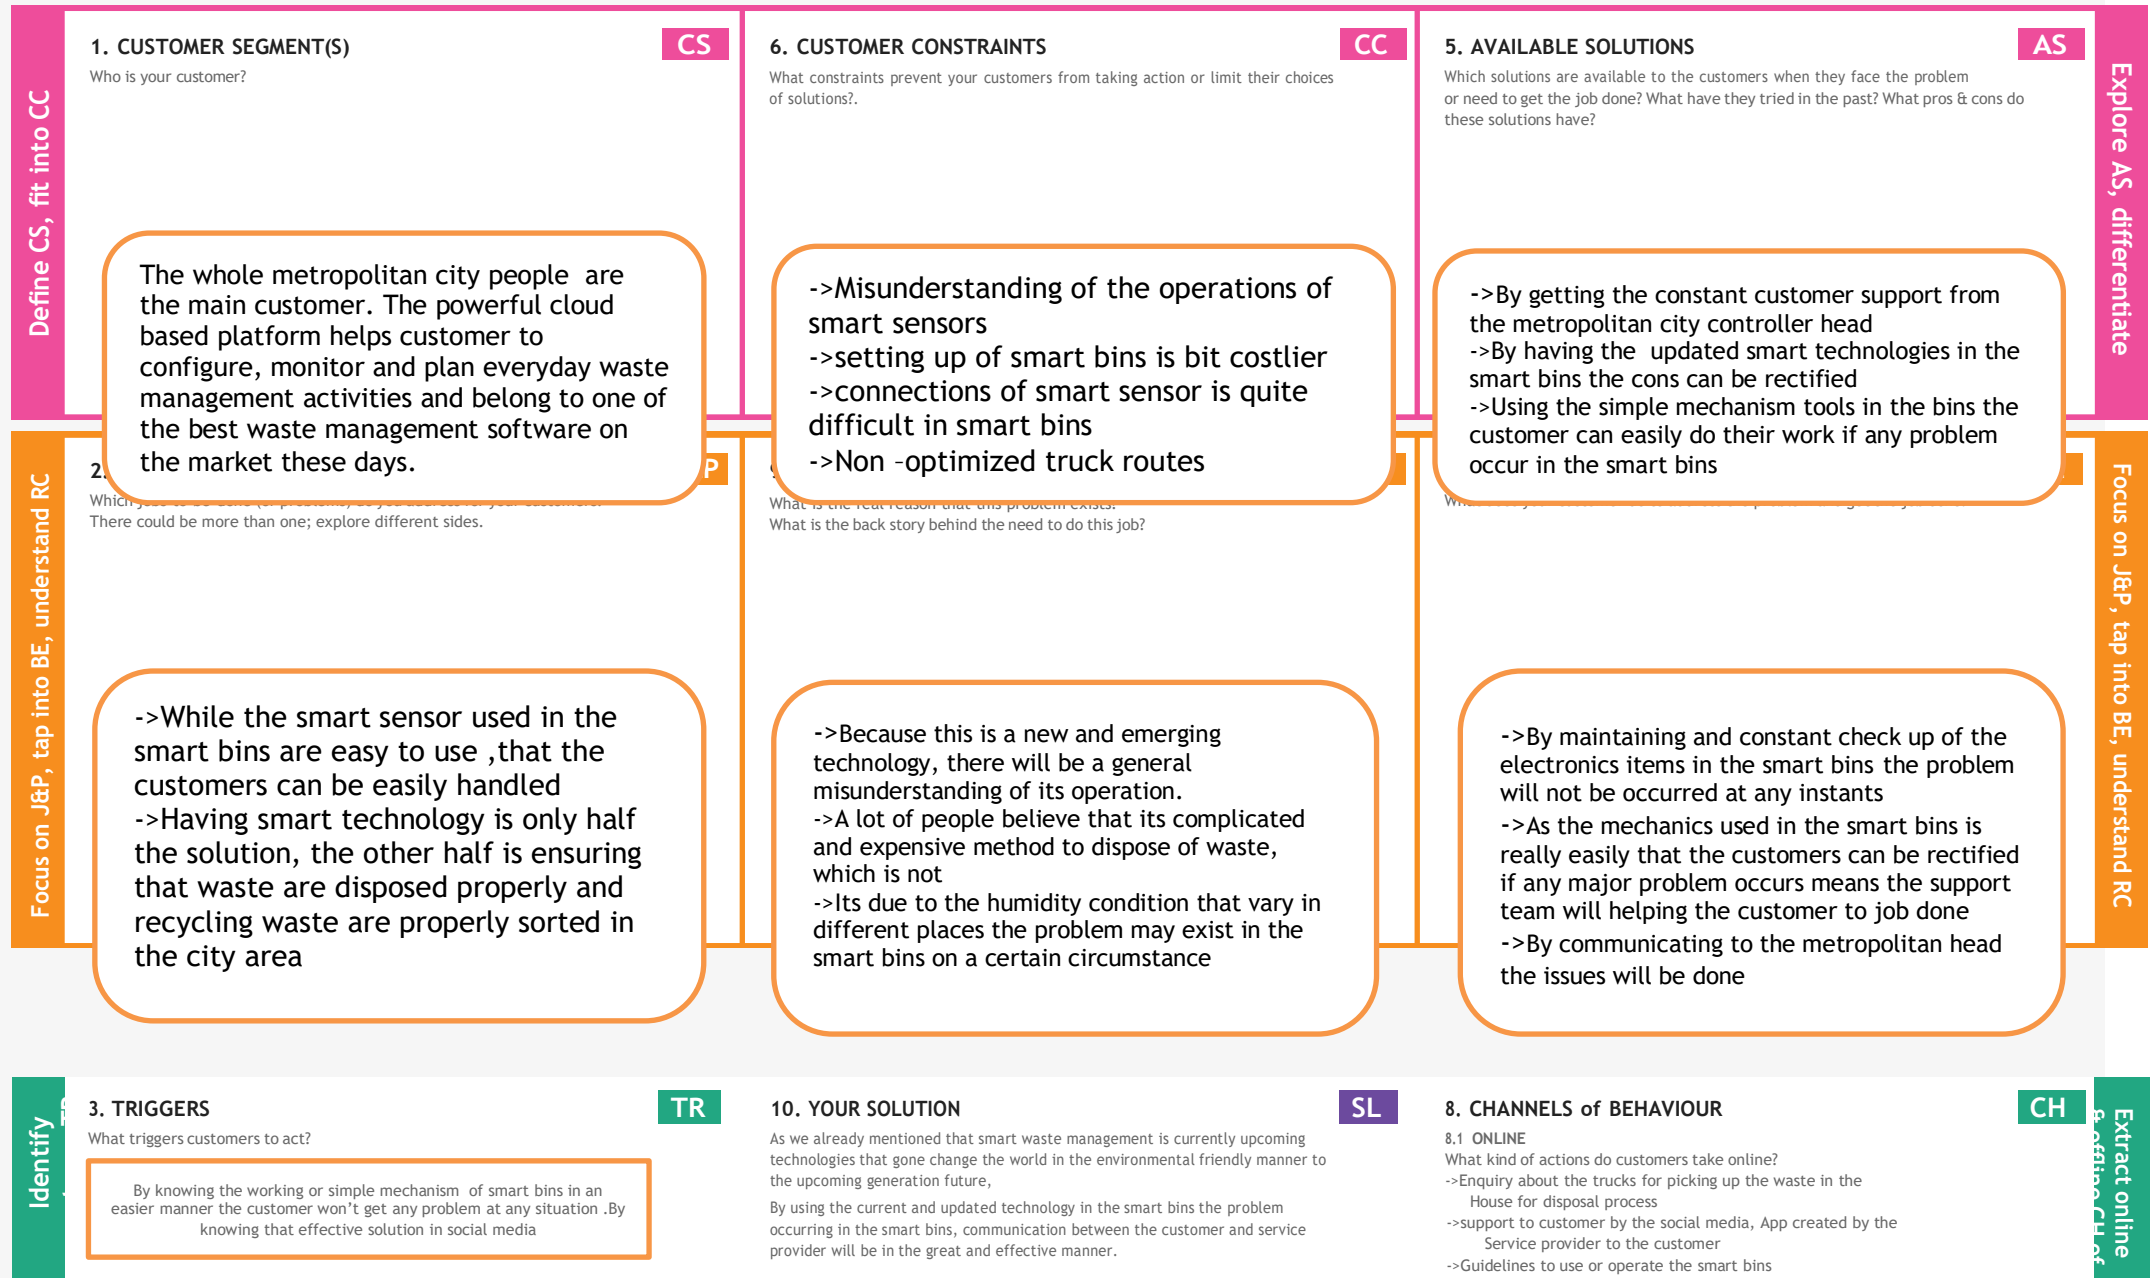 Define CS, fit into CC
1. CUSTOMER SEGMENT(S)
CS
Who is your customer?
The whole metropolitan city people are
the main customer. The powerful cloud
based platform helps customer to
configure, monitor and plan everyday waste
management activities and belong to one of
the best waste management software on
the market these days.
6. CUSTOMER CONSTRAINTS
CC
What constraints prevent your customers from taking action or limit their choices
of solutions?.
->Misunderstanding of the operations of
smart sensors
->setting up of smart bins is bit costlier
->connections of smart sensor is quite
difficult in smart bins
->Non -optimized truck routes
5. AVAILABLE SOLUTIONS
AS
Which solutions are available to the customers when they face the problem
or need to get the job done? What have they tried in the past? What pros & cons do
these solutions have?
->By getting the constant customer support from
the metropolitan city controller head
->By having the updated smart technologies in the
smart bins the cons can be rectified
->Using the simple mechanism tools in the bins the
customer can easily do their work if any problem
occur in the smart bins
Explore AS, differentiate
Focus on J&P, tap into BE, understand RC
2.
P
Which
There could be more than one; explore different sides.
->While the smart sensor used in the
smart bins are easy to use ,that the
customers can be easily handled
->Having smart technology is only half
the solution, the other half is ensuring
that waste are disposed properly and
recycling waste are properly sorted in
the city area
What is the real reason that this problem exists?
What is the back story behind the need to do this job?
->Because this is a new and emerging
technology, there will be a general
misunderstanding of its operation.
->A lot of people believe that its complicated
and expensive method to dispose of waste,
which is not
->Its due to the humidity condition that vary in
different places the problem may exist in the
smart bins on a certain circumstance
->By maintaining and constant check up of the
electronics items in the smart bins the problem
will not be occurred at any instants
->As the mechanics used in the smart bins is
really easily that the customers can be rectified
if any major problem occurs means the support
team will helping the customer to job done
->By communicating to the metropolitan head
the issues will be done
Focus on J&P, tap into BE, understand RC
Identify
3. TRIGGERS
TR
What triggers customers to act?
By knowing the working or simple mechanism of smart bins in an
easier manner the customer won't get any problem at any situation .By
knowing that effective solution in social media
10. YOUR SOLUTION
SL
As we already mentioned that smart waste management is currently upcoming
technologies that gone change the world in the environmental friendly manner to
the upcoming generation future,
By using the current and updated technology in the smart bins the problem
occurring in the smart bins, communication between the customer and service
provider will be in the great and effective manner.
8. CHANNELS of BEHAVIOUR
CH
8.1 ONLINE
What kind of actions do customers take online?
->Enquiry about the trucks for picking up the waste in the
House for disposal process
->support to customer by the social media, App created by the
Service provider to the customer
->Guidelines to use or operate the smart bins
Extract online
& offline CH of